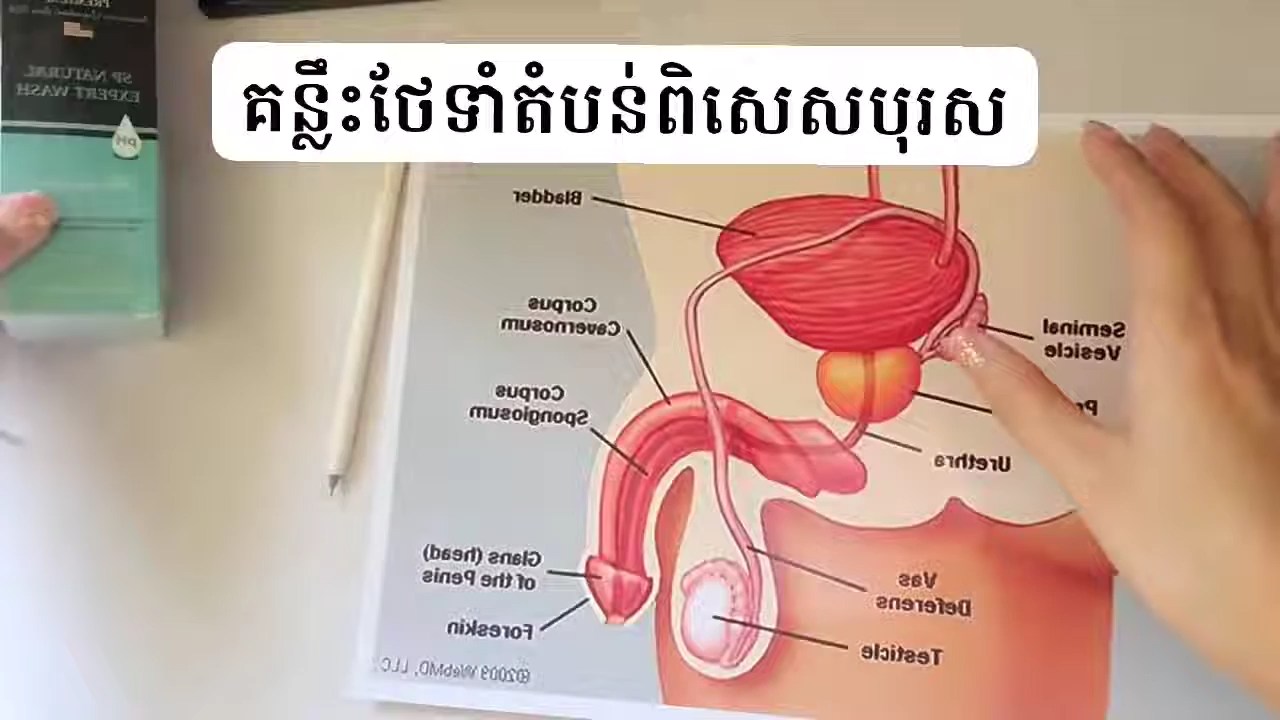 PREMIUM
SP NATURAL
EXPERT WASH
pH
គន្លឹះថែទាំតំបន់ពិសេសបុរស
Bladder
Corpus
Cavernosum
Seminal
Vesicle
Corpus
Spongiosum
Urethra
Glans (head)
of the Penis
Vas
Deferens
Foreskin
Testicle
©2009 WebMD, LLC.